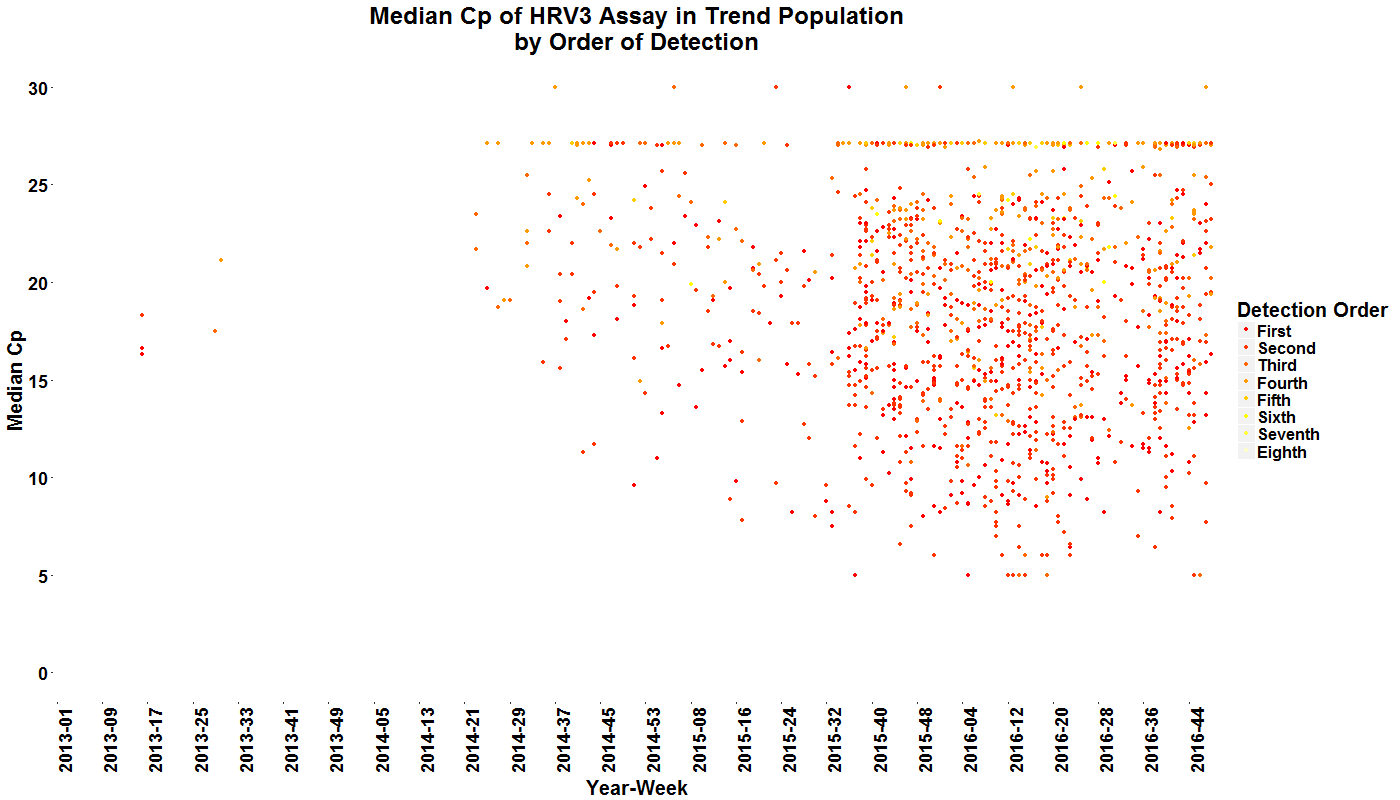 Median Cp of HRV3 Assay in Trend Population
by Order of Detection
Median Cp
30
25
20
15
10
5
0
2013-01
2013-09
2013-17
2013-25
2013-33
2013-41
2013-49
2014-05
2014-13
2014-21
2014-29
2014-37
2014-45
2014-53
2015-08
2015-16
2015-24
2015-32
2015-40
2015-48
2016-04
2016-12
2016-20
2016-28
2016-36
2016-44
Year-Week
Detection Order
First
Second
Third
Fourth
Fifth
Sixth
Seventh
Eighth